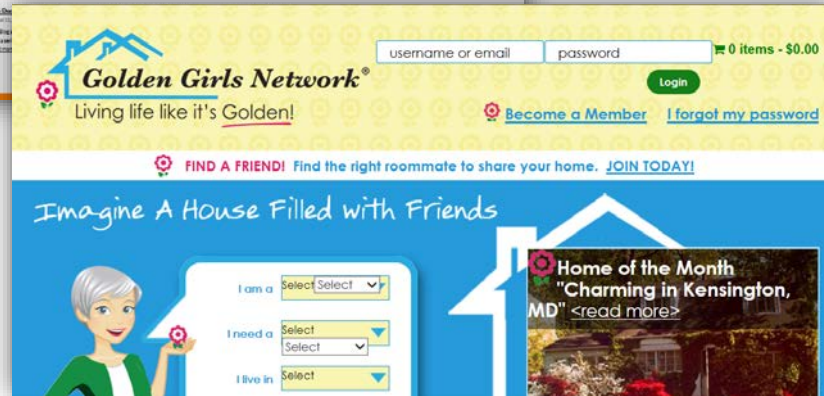 username or email
password
0 items - $0.00
Golden Girls Network®
Login
Living life like it's Golden!
Become a Member
I forgot my password
FIND A FRIEND! Find the right roommate to share your home. JOIN TODAY!
Imagine A House Filled with Friends
Home of the Month
"Charming in Kensington,
MD" <read more>
I am a
Select
Select
I need a
Select
Select
I live in
Select